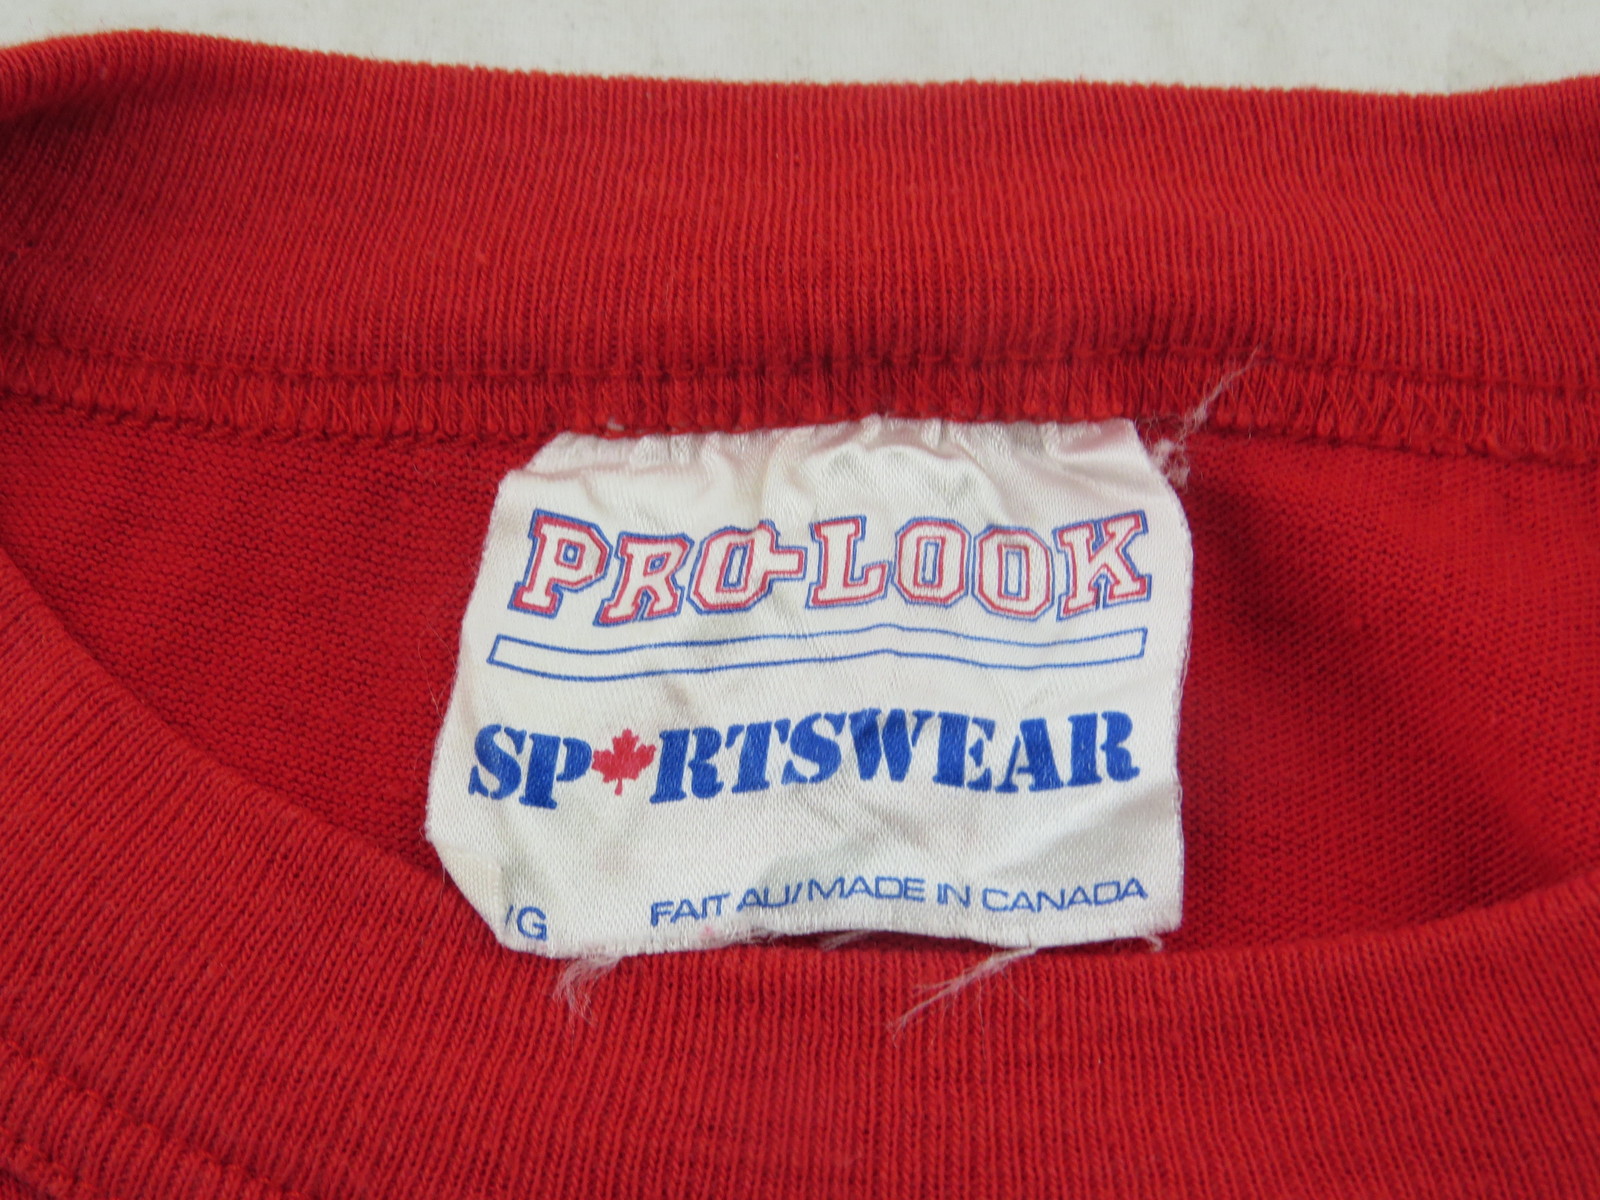 PRO-LOOK
SPORTSWEAR
/G FAIT AU/MADE IN CANADA